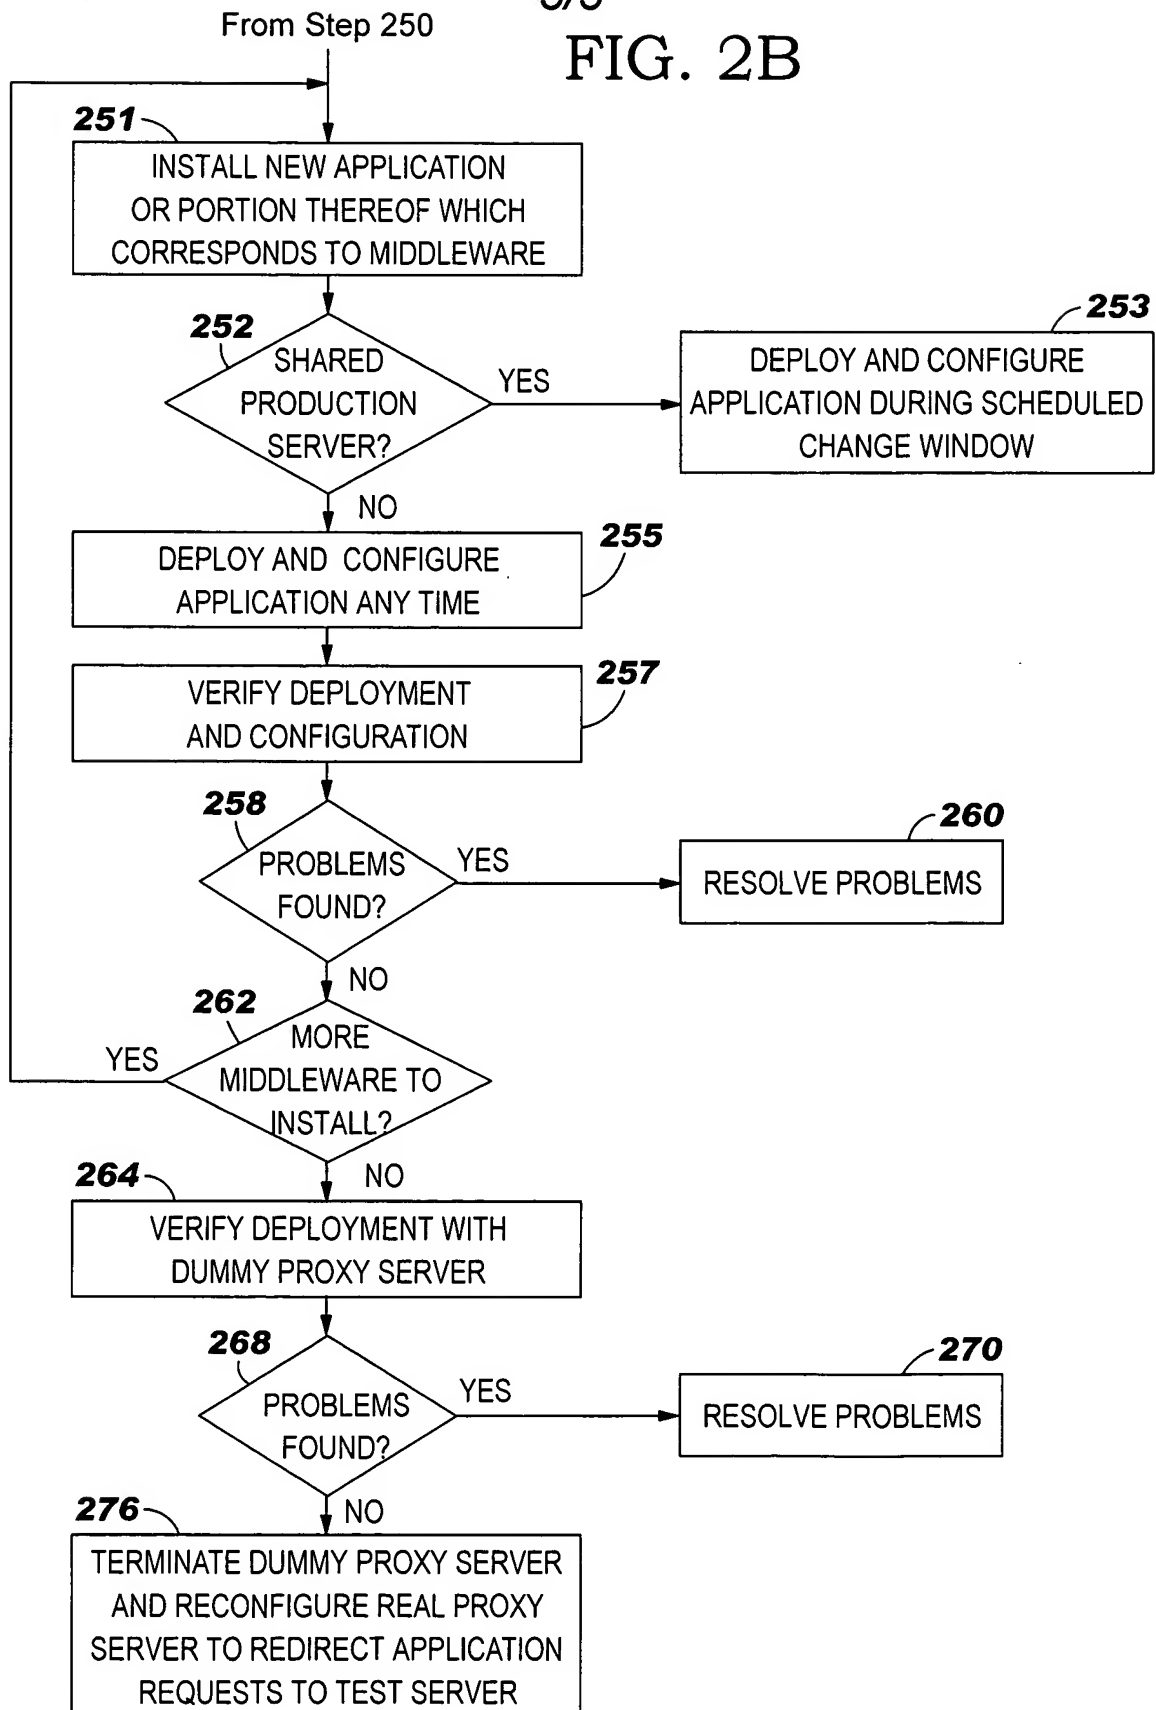 From Step 250
FIG. 2B
251
INSTALL NEW APPLICATION
OR PORTION THEREOF WHICH
CORRESPONDS TO MIDDLEWARE
252
SHARED
PRODUCTION
SERVER?
YES
253
DEPLOY AND CONFIGURE
APPLICATION DURING SCHEDULED
CHANGE WINDOW
NO
255
DEPLOY AND CONFIGURE
APPLICATION ANY TIME
257
VERIFY DEPLOYMENT
AND CONFIGURATION
258
PROBLEMS
FOUND?
YES
260
RESOLVE PROBLEMS
NO
262
MORE
MIDDLEWARE TO
INSTALL?
YES
NO
264
VERIFY DEPLOYMENT WITH
DUMMY PROXY SERVER
268
PROBLEMS
FOUND?
YES
270
RESOLVE PROBLEMS
NO
276
TERMINATE DUMMY PROXY SERVER
AND RECONFIGURE REAL PROXY
SERVER TO REDIRECT APPLICATION
REQUESTS TO TEST SERVER